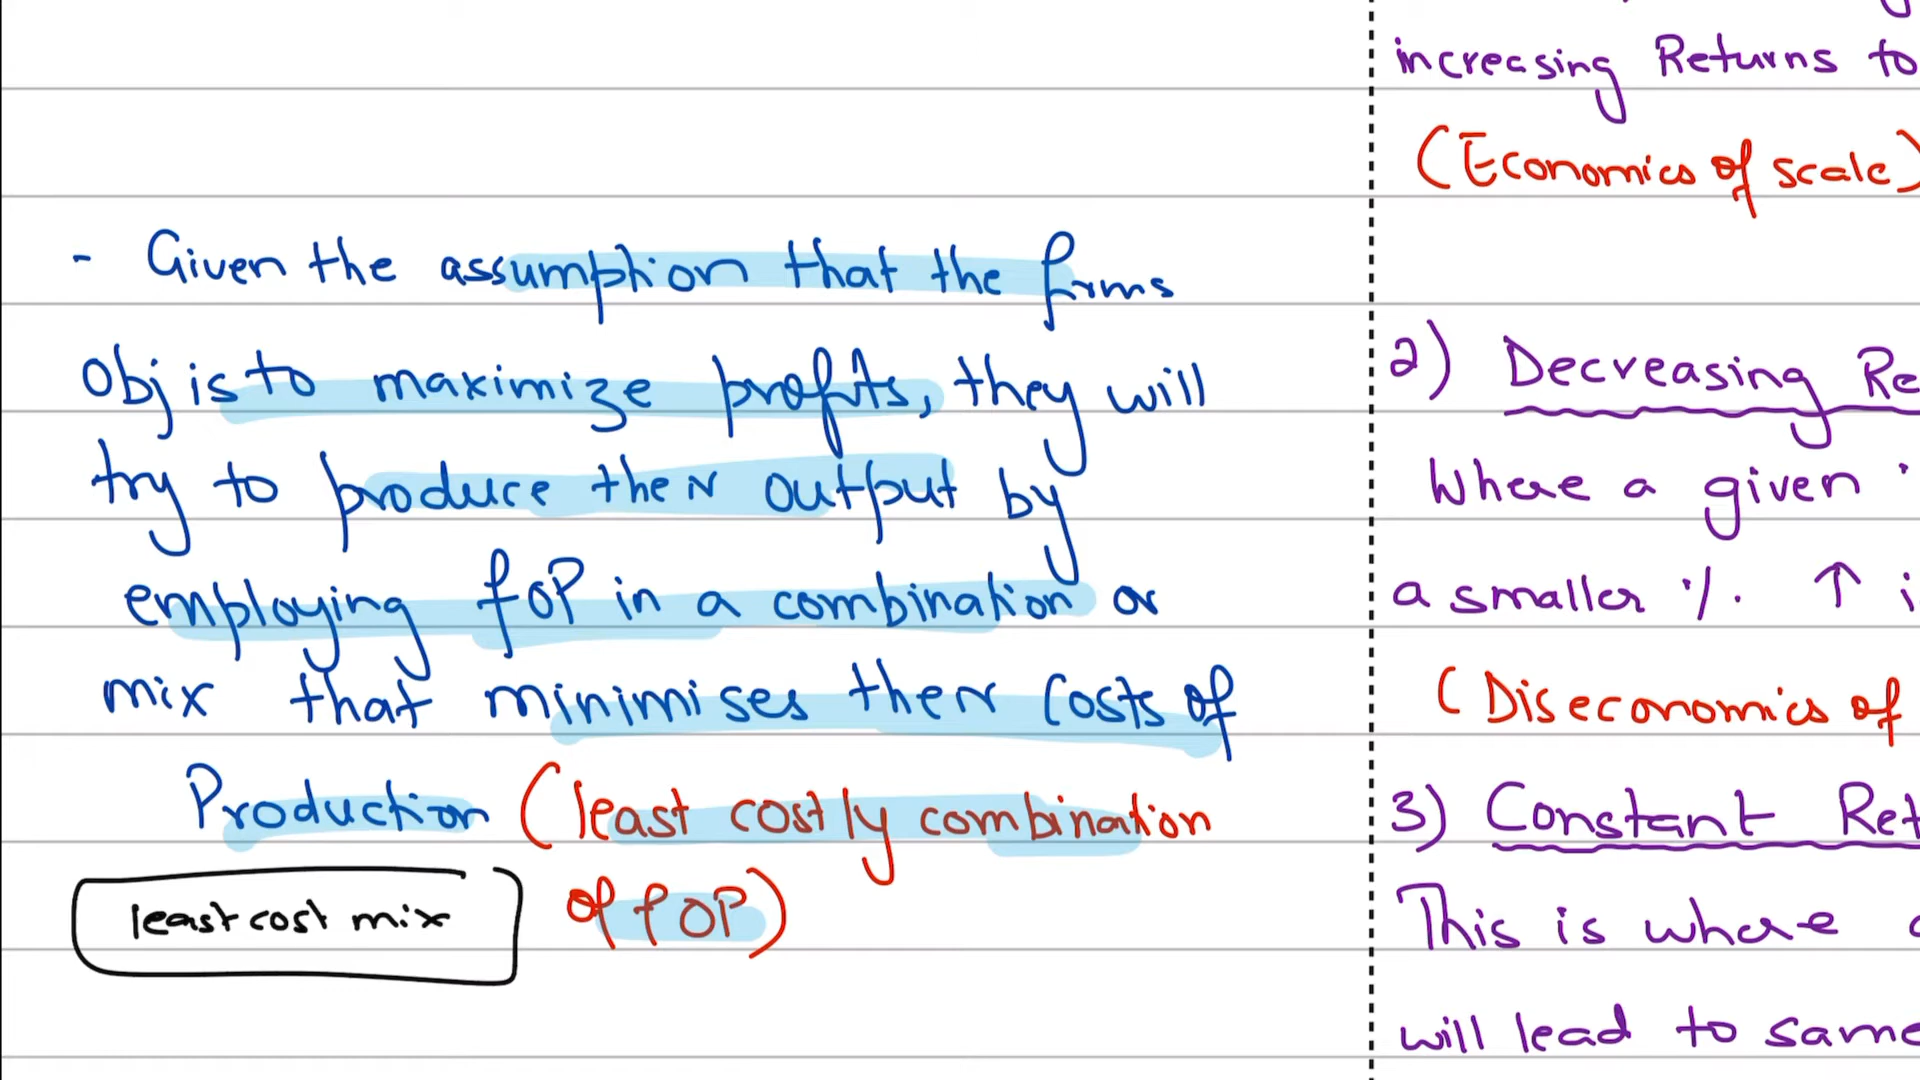 - Given the assumption that the firms
Obj is to maximize profits, they will
try to produce their output by
employing fOP in a combination or
mix that minimises their Costs of
Production (least costly combination
of fOP)
least cost mix
increasing Returns to
(Economics of scale)
2) Decreasing Re
Where a given
a smaller %. ↑ i
(Diseconomics of
3) Constant Ret
This is where
will lead to same